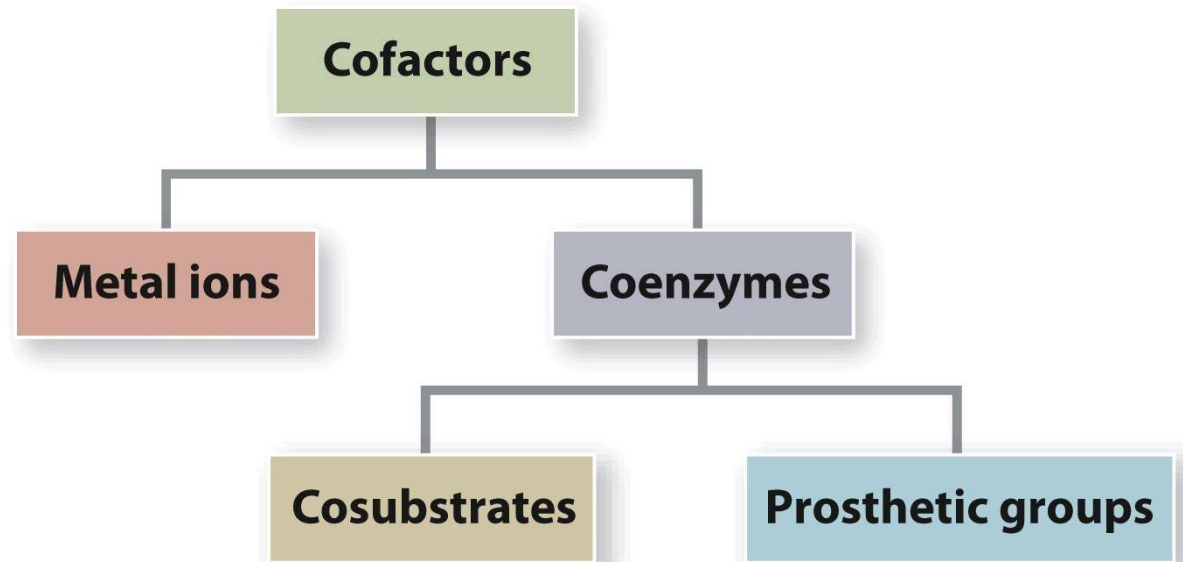 Cofactors
Metal ions
Coenzymes
Cosubstrates
Prosthetic groups